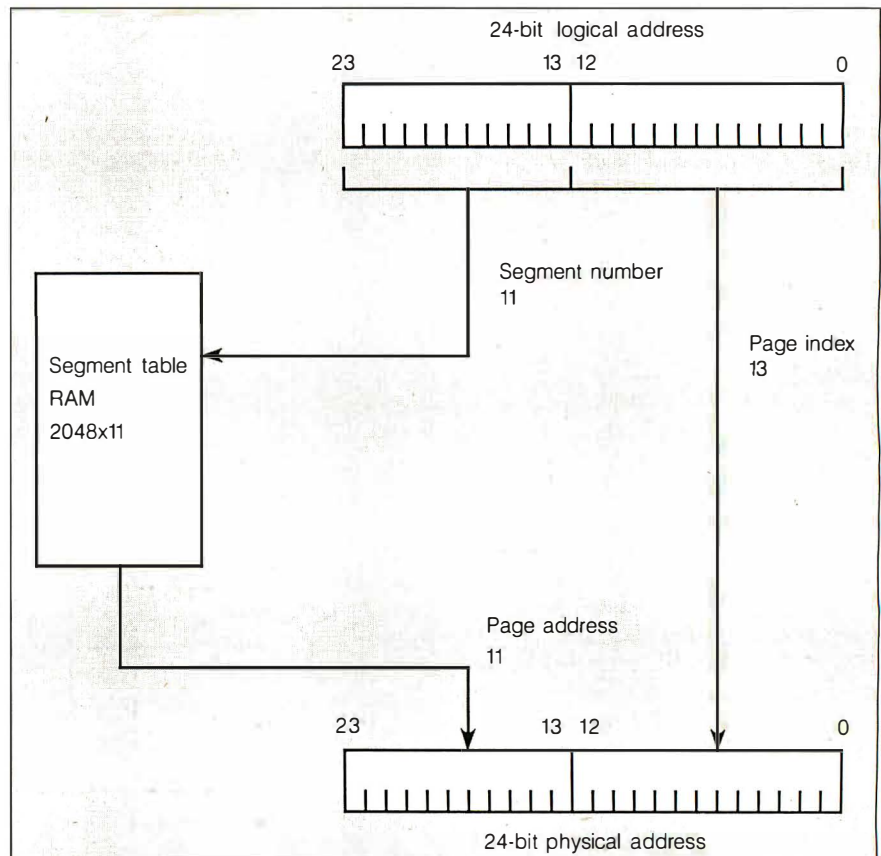 24-bit logical address
23 13 12 0
Segment number
11
Page index
13
Segment table
RAM
2048x11
Page address
11
23 13 12 0
24-bit physical address